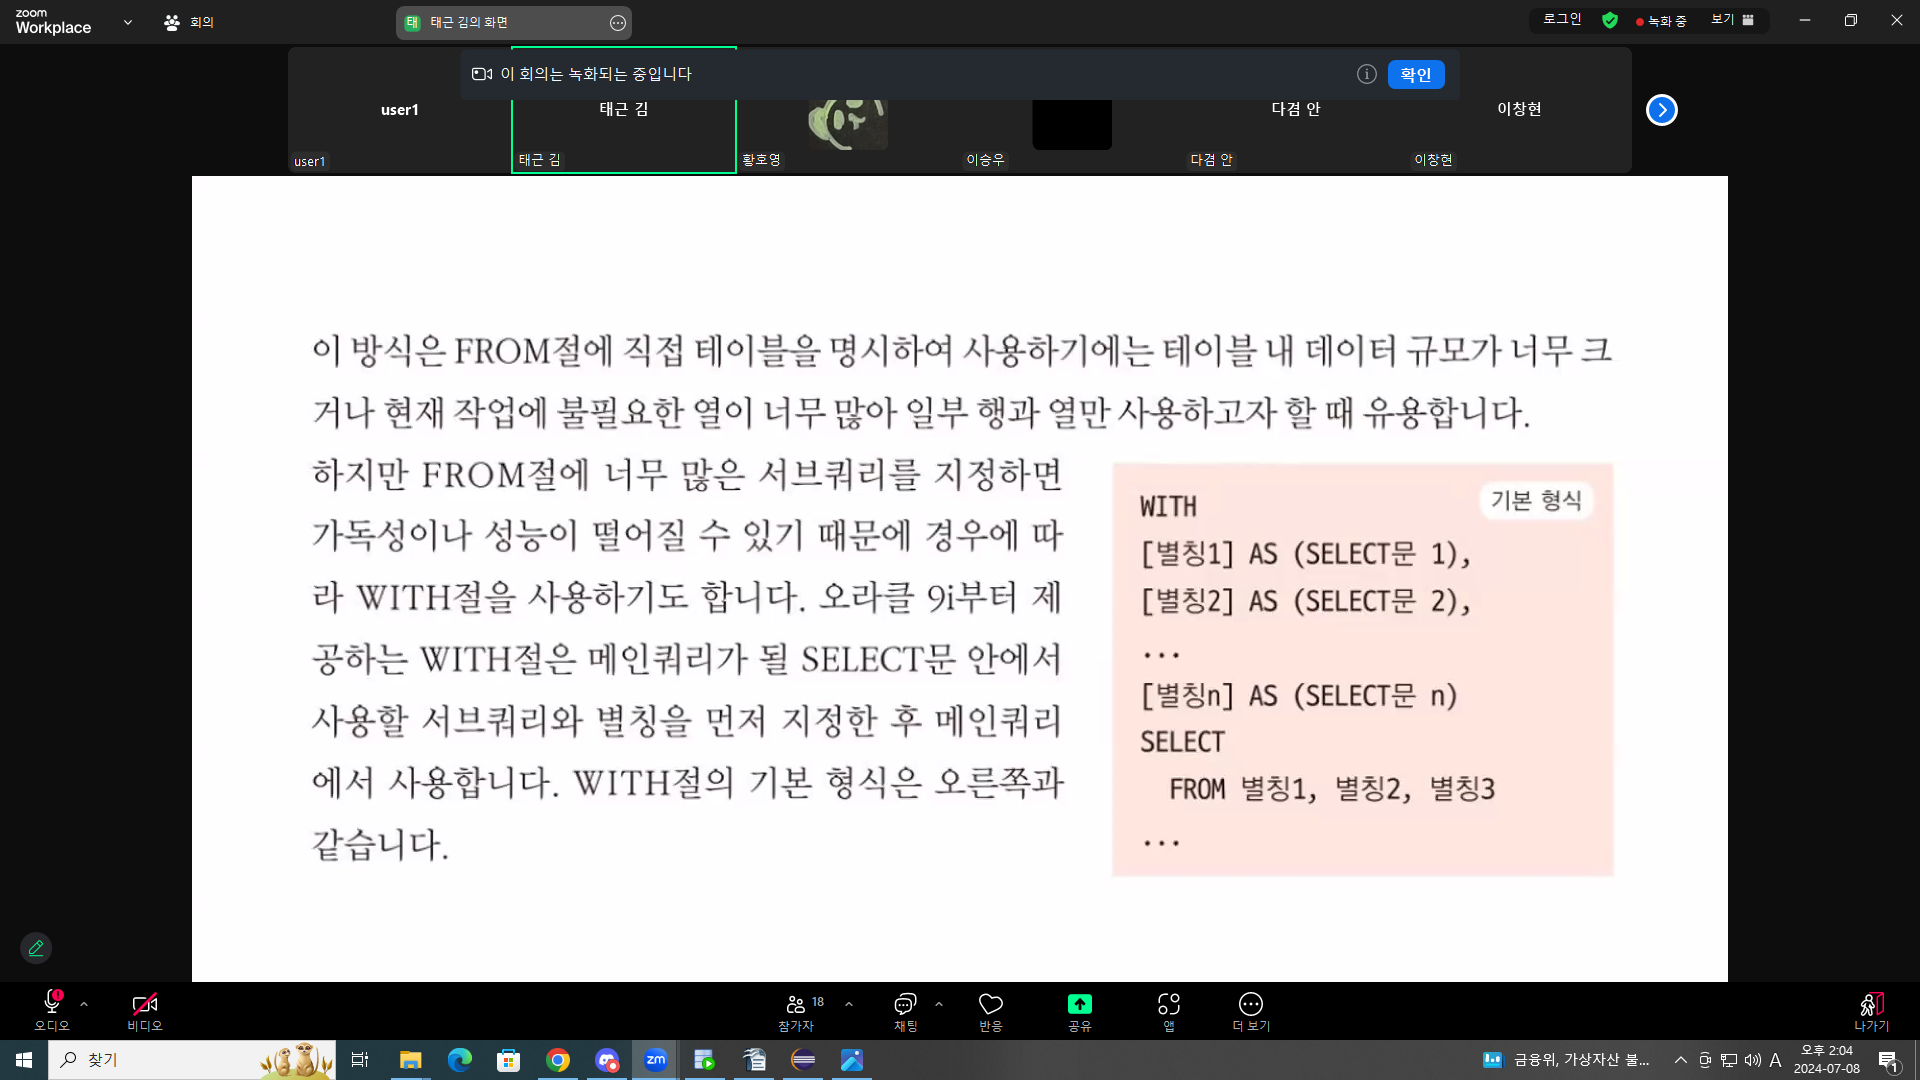 zoom
Workplace
회의
태 태근 김의 화면
로그인
녹화 중
보기
이 회의는 녹화되는 중입니다
확인
user1
태근 김
다겸 안
이창현
user1
태근 김
황호영
이승우
다겸 안
이창현
이 방식은 FROM절에 직접 테이블을 명시하여 사용하기에는 테이블 내 데이터 규모가 너무 크
거나 현재 작업에 불필요한 열이 너무 많아 일부 행과 열만 사용하고자 할 때 유용합니다.
하지만 FROM절에 너무 많은 서브쿼리를 지정하면
가독성이나 성능이 떨어질 수 있기 때문에 경우에 따
라 WITH절을 사용하기도 합니다. 오라클 9i부터 제
공하는 WITH절은 메인쿼리가 될 SELECT문 안에서
사용할 서브쿼리와 별칭을 먼저 지정한 후 메인쿼리
에서 사용합니다. WITH절의 기본 형식은 오른쪽과
같습니다.
기본 형식
WITH
[별칭1] AS (SELECT문 1),
[별칭2] AS (SELECT문 2),
...
[별칭n] AS (SELECT문 n)
SELECT
FROM 별칭1, 별칭2, 별칭3
...
오디오
비디오
참가자
18
채팅
반응
공유
앱
더 보기
나가기
찾기
zm
금융위, 가상자산 불...
A
오후 2:04
2024-07-08
1